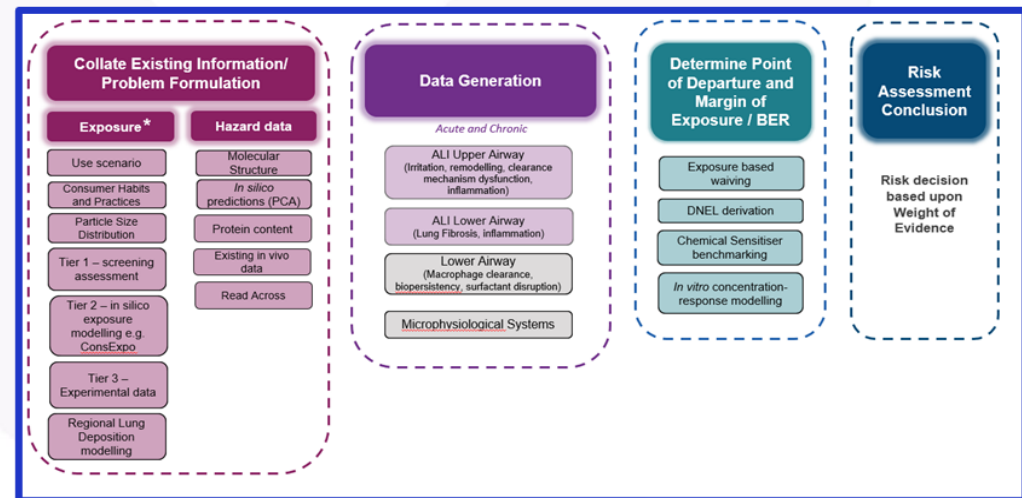 Collate Existing Information/
Problem Formulation
Exposure*
Use scenario
Consumer Habits
and Practices
Particle Size
Distribution
Tier 1 – screening
assessment
Tier 2 – in silico
exposure
modelling e.g.
ConsExpo
Tier 3 –
Experimental data
Regional Lung
Deposition
modelling
Hazard data
Molecular
Structure
In silico
predictions (PCA)
Protein content
Existing in vivo
data
Read Across
Data Generation
Acute and Chronic
ALI Upper Airway
(Irritation, remodelling, clearance
mechanism dysfunction,
inflammation)
ALI Lower Airway
(Lung Fibrosis, inflammation)
Lower Airway
(Macrophage clearance,
biopersistency, surfactant disruption)
Microphysiological Systems
Determine Point
of Departure and
Margin of
Exposure / BER
Exposure based
waiving
DNEL derivation
Chemical Sensitiser
benchmarking
In vitro concentration-
response modelling
Risk
Assessment
Conclusion
Risk decision
based upon
Weight of
Evidence